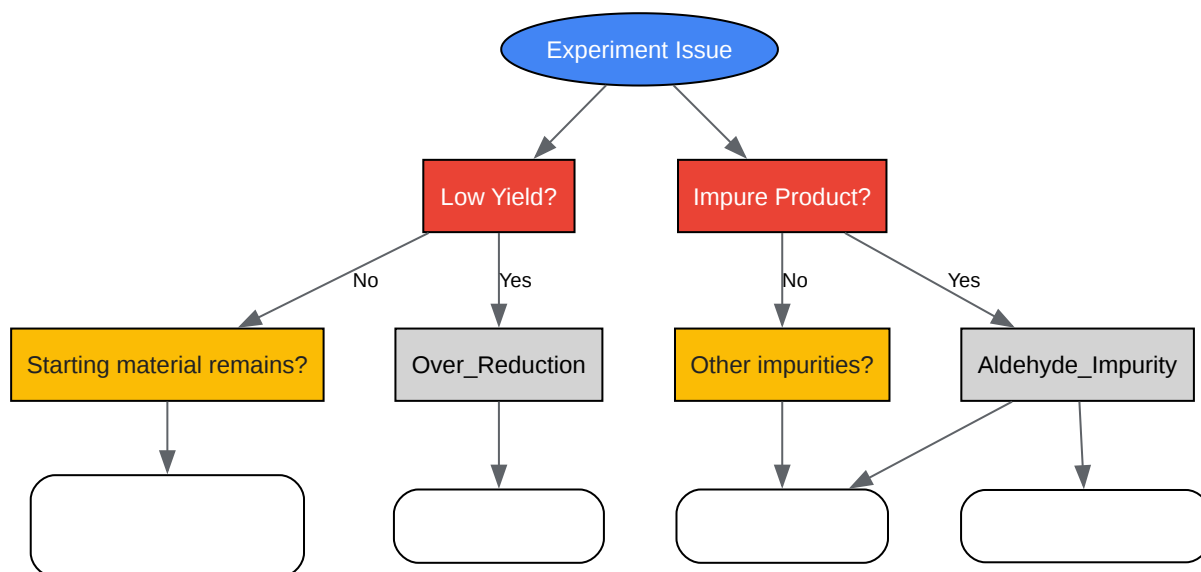 Experiment Issue
Low Yield?
Impure Product?
No
Yes
No
Yes
Starting material remains?
Over_Reduction
Other impurities?
Aldehyde_Impurity